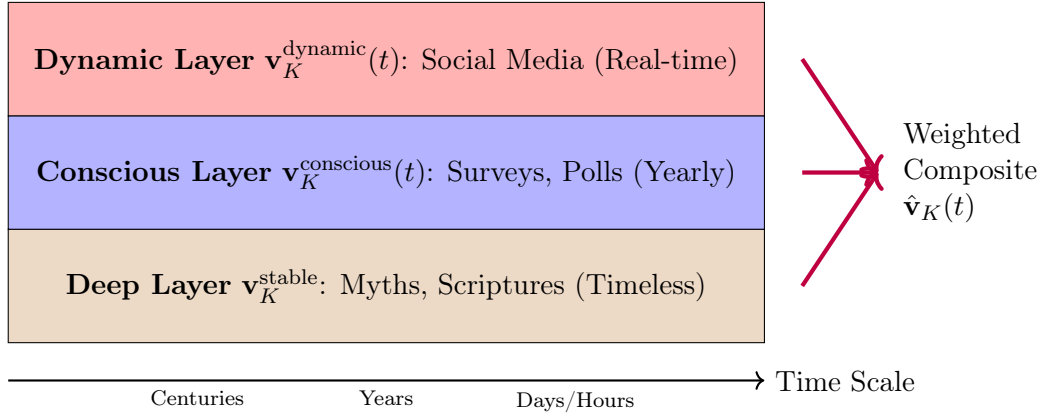 Dynamic Layer v_K^dynamic(t): Social Media (Real-time)
Conscious Layer v_K^conscious(t): Surveys, Polls (Yearly)
Deep Layer v_K^stable: Myths, Scriptures (Timeless)
Weighted
Composite
v̂_K(t)
Time Scale
Centuries Years Days/Hours